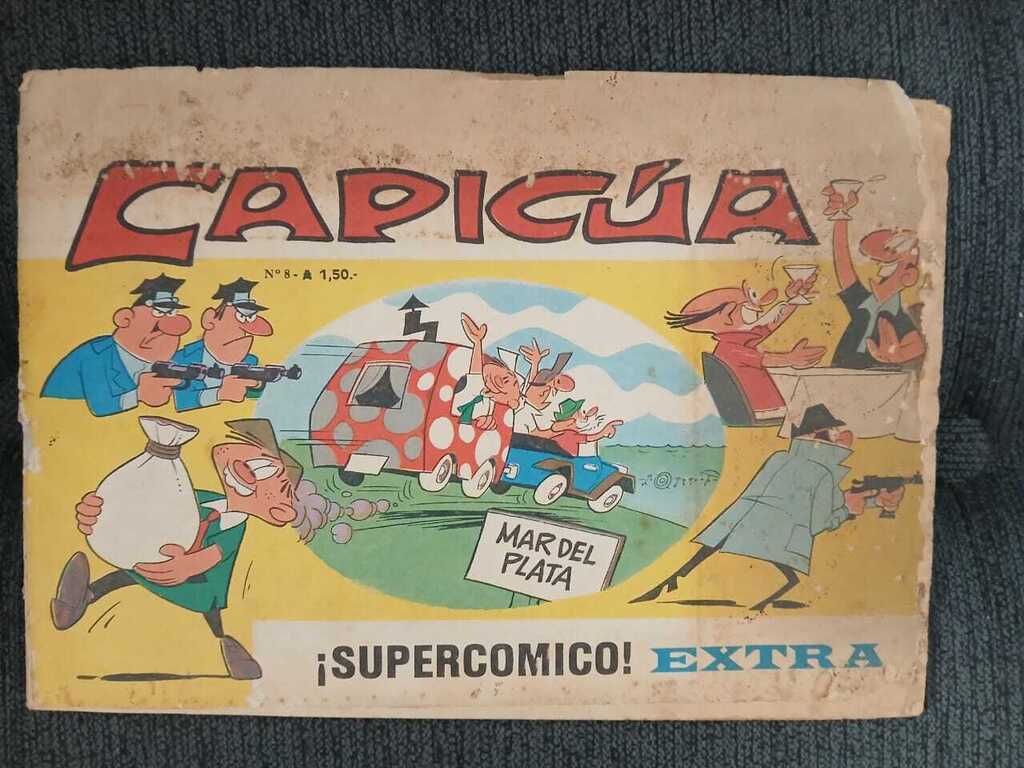 CAPICÚA
Nº 8 - A 1,50.-
MAR DEL
PLATA
¡SUPERCOMICO! EXTRA